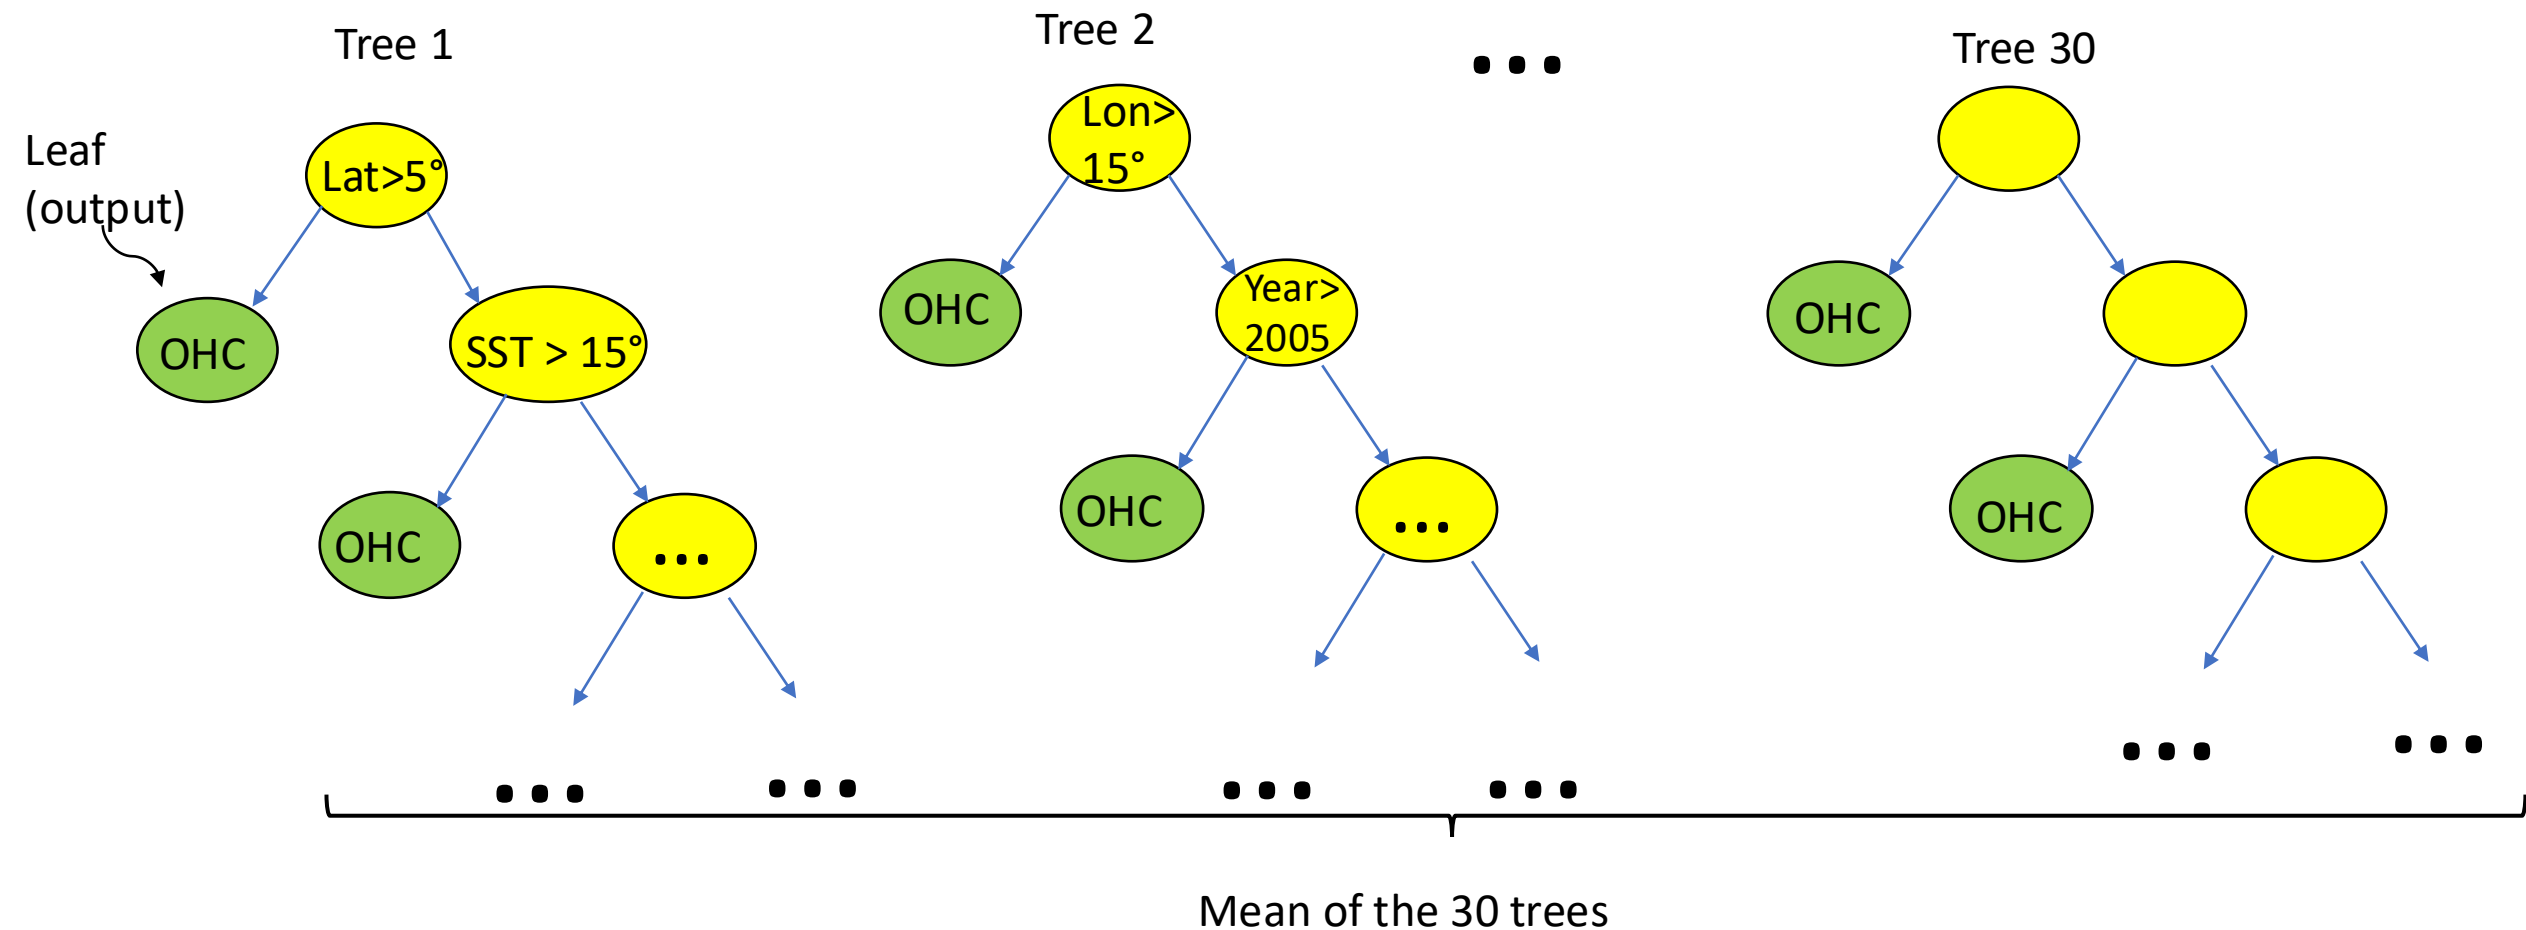 Tree 1
Tree 2
...
Tree 30
Leaf
(output)
Lat>5°
OHC
SST > 15°
OHC
...
... ...
Lon>
15°
OHC
Year>
2005
OHC
...
... ...
OHC
OHC
... ...
Mean of the 30 trees